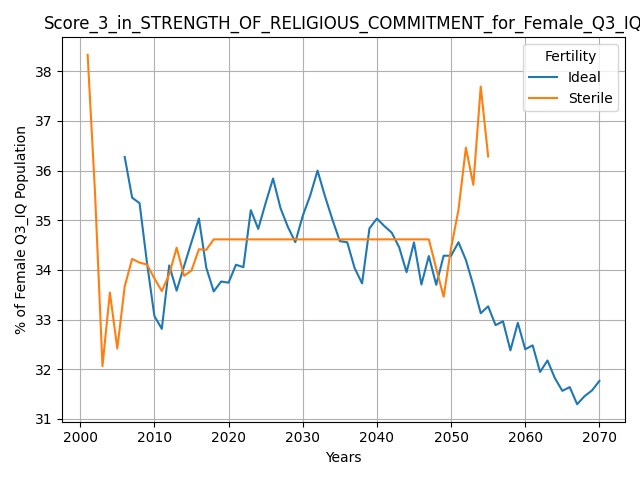 Score_3_in_STRENGTH_OF_RELIGIOUS_COMMITMENT_for_Female_Q3_IQ
Fertility
Ideal
Sterile
% of Female Q3_IQ Population
38
37
36
35
34
33
32
31
2000
2010
2020
2030
2040
2050
2060
2070
Years